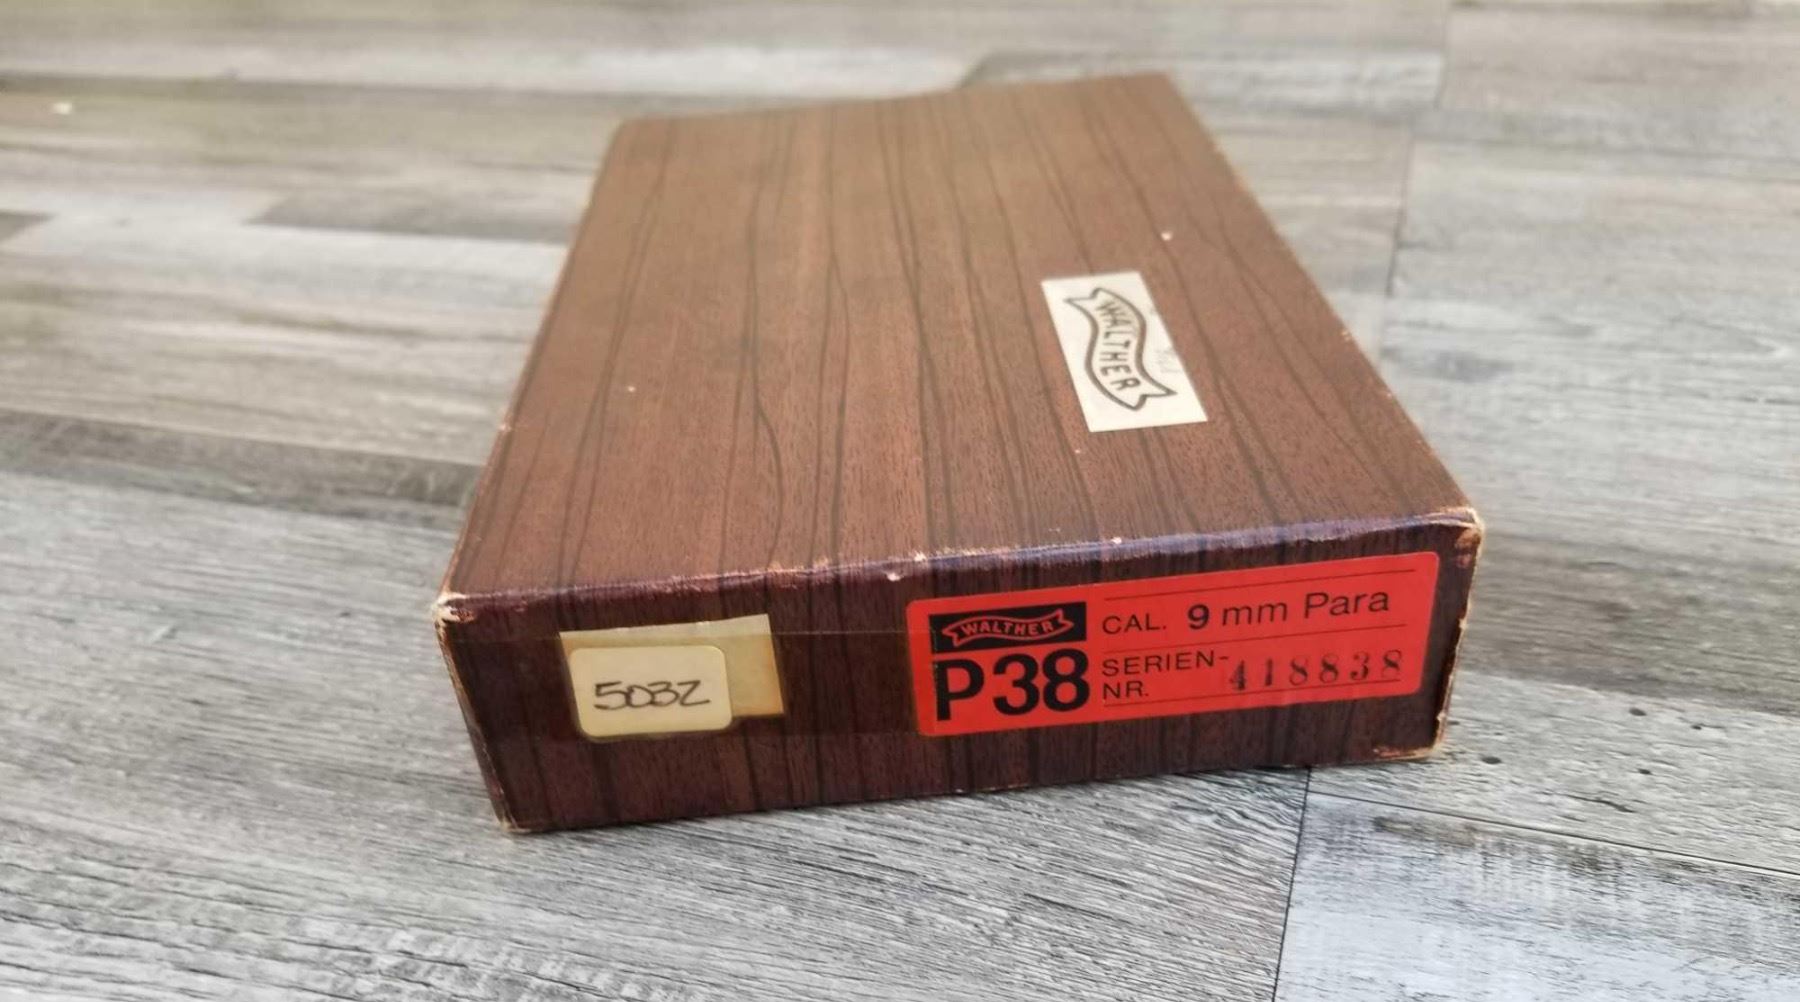 WALTHER
5032
WALTHER
P38
CAL. 9 mm Para
SERIEN-
NR. 418838